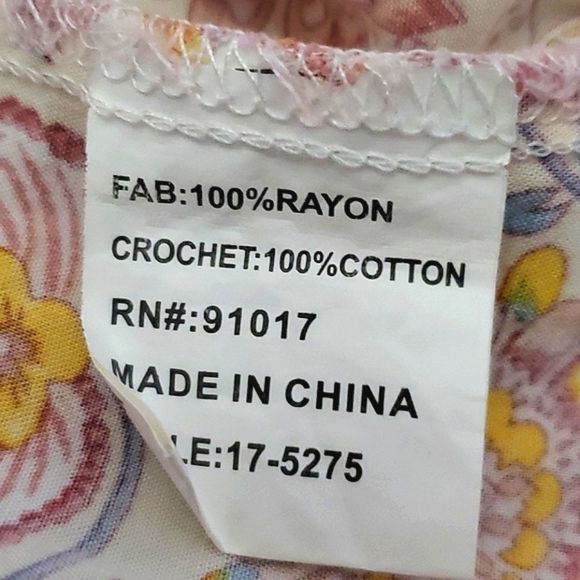 FAB:100%RAYON
CROCHET:100%COTTON
RN#:91017
MADE IN CHINA
LE:17-5275